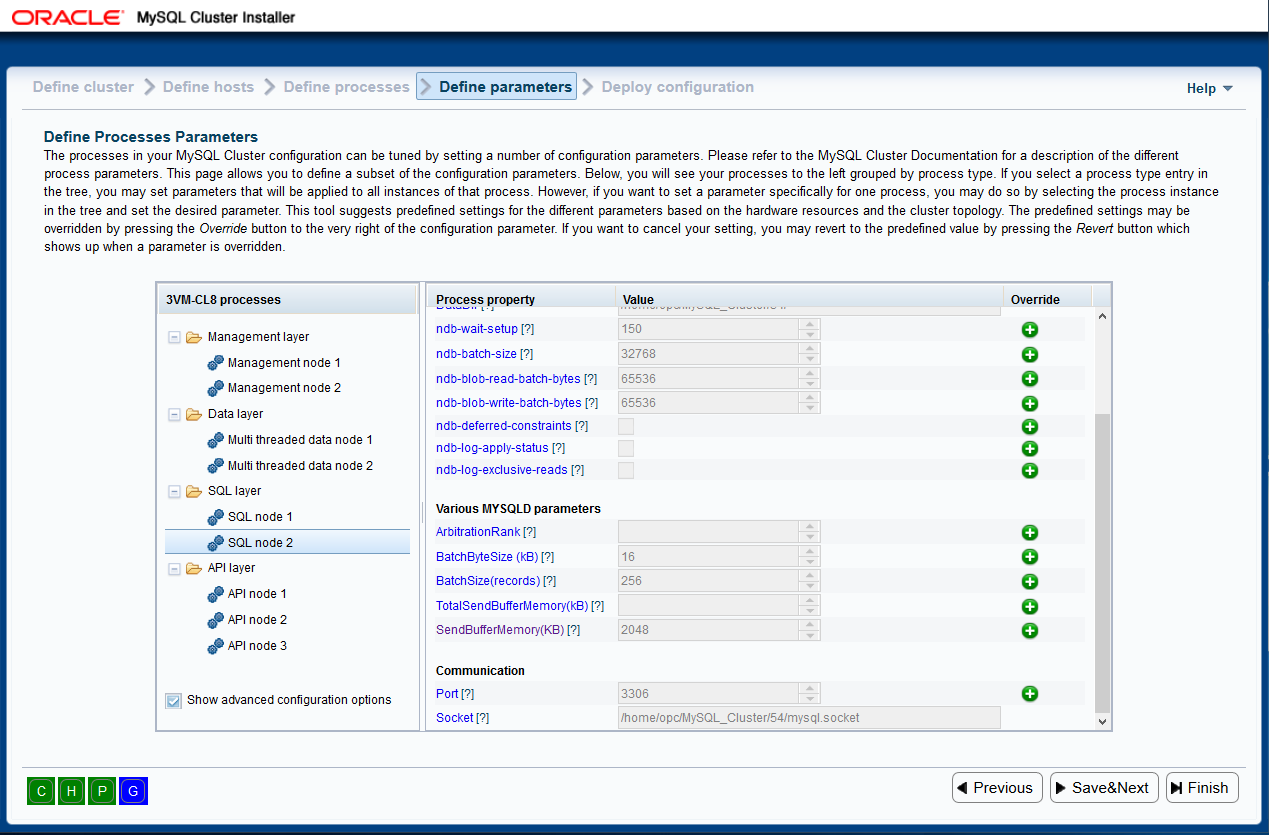 ORACLE MySQL Cluster Installer
Define cluster Define hosts Define processes Define parameters Deploy configuration Help
Define Processes Parameters
The processes in your MySQL Cluster configuration can be tuned by setting a number of configuration parameters. Please refer to the MySQL Cluster Documentation for a description of the different
process parameters. This page allows you to define a subset of the configuration parameters. Below, you will see your processes to the left grouped by process type. If you select a process type entry in
the tree, you may set parameters that will be applied to all instances of that process. However, if you want to set a parameter specifically for one process, you may do so by selecting the process instance
in the tree and set the desired parameter. This tool suggests predefined settings for the different parameters based on the hardware resources and the cluster topology. The predefined settings may be
overridden by pressing the Override button to the very right of the configuration parameter. If you want to cancel your setting, you may revert to the predefined value by pressing the Revert button which
shows up when a parameter is overridden.
3VM-CL8 processes
Management layer
Management node 1
Management node 2
Data layer
Multi threaded data node 1
Multi threaded data node 2
SQL layer
SQL node 1
SQL node 2
API layer
API node 1
API node 2
API node 3
Show advanced configuration options
Process property Value Override
ndb-wait-setup [?] 150
ndb-batch-size [?] 32768
ndb-blob-read-batch-bytes [?] 65536
ndb-blob-write-batch-bytes [?] 65536
ndb-deferred-constraints [?]
ndb-log-apply-status [?]
ndb-log-exclusive-reads [?]
Various MYSQLD parameters
ArbitrationRank [?]
BatchByteSize (kB) [?] 16
BatchSize(records) [?] 256
TotalSendBufferMemory(kB) [?]
SendBufferMemory(KB) [?] 2048
Communication
Port [?] 3306
Socket [?] /home/opc/MySQL_Cluster/54/mysql.socket
C H P G
Previous Save&Next Finish